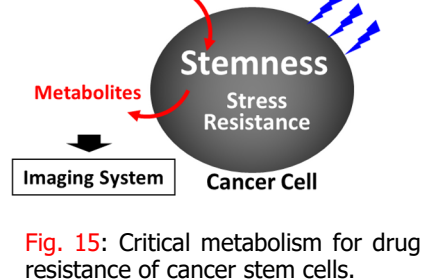 Stemness
Metabolites
Stress
Resistance
Imaging System
Cancer Cell
Fig. 15: Critical metabolism for drug
resistance of cancer stem cells.